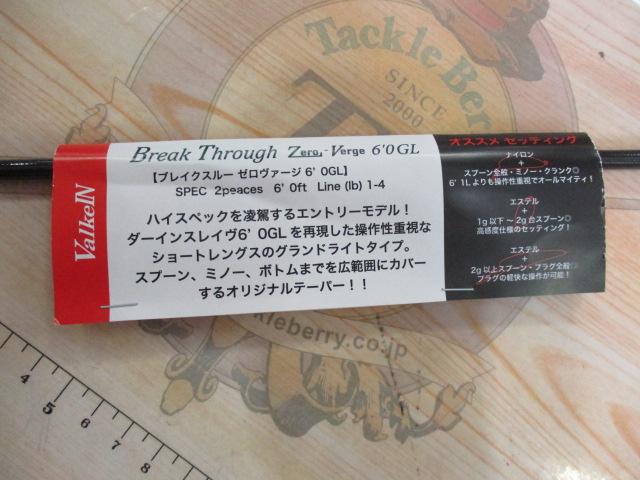 Tackle Berry
SINCE
2000
ValkeIN
Break Through Zero,-Verge 6'0GL
【ブレイクスルー ゼロヴァージ 6' 0GL】
SPEC 2peaces 6' 0ft Line (lb) 1-4
ハイスペックを凌駕するエントリーモデル！
ダーインスレイヴ6' 0GLを再現した操作性重視な
ショートレングスのグランドライトタイプ。
スプーン、ミノー、ボトムまでを広範囲にカバー
するオリジナルテーパー！！
オススメセッティング
ナイロン
+
スプーン全般・ミノー・クランク◎
6' 1Lよりも操作性重視でオールマイティ！
エステル
+
1g以下〜2g台スプーン◎
高感度仕様のセッティング！
エステル
+
2g以上スプーン・プラグ全般◎
プラグの軽快な操作が可能！
ckleberry.co.jp
4 5 6 7 8